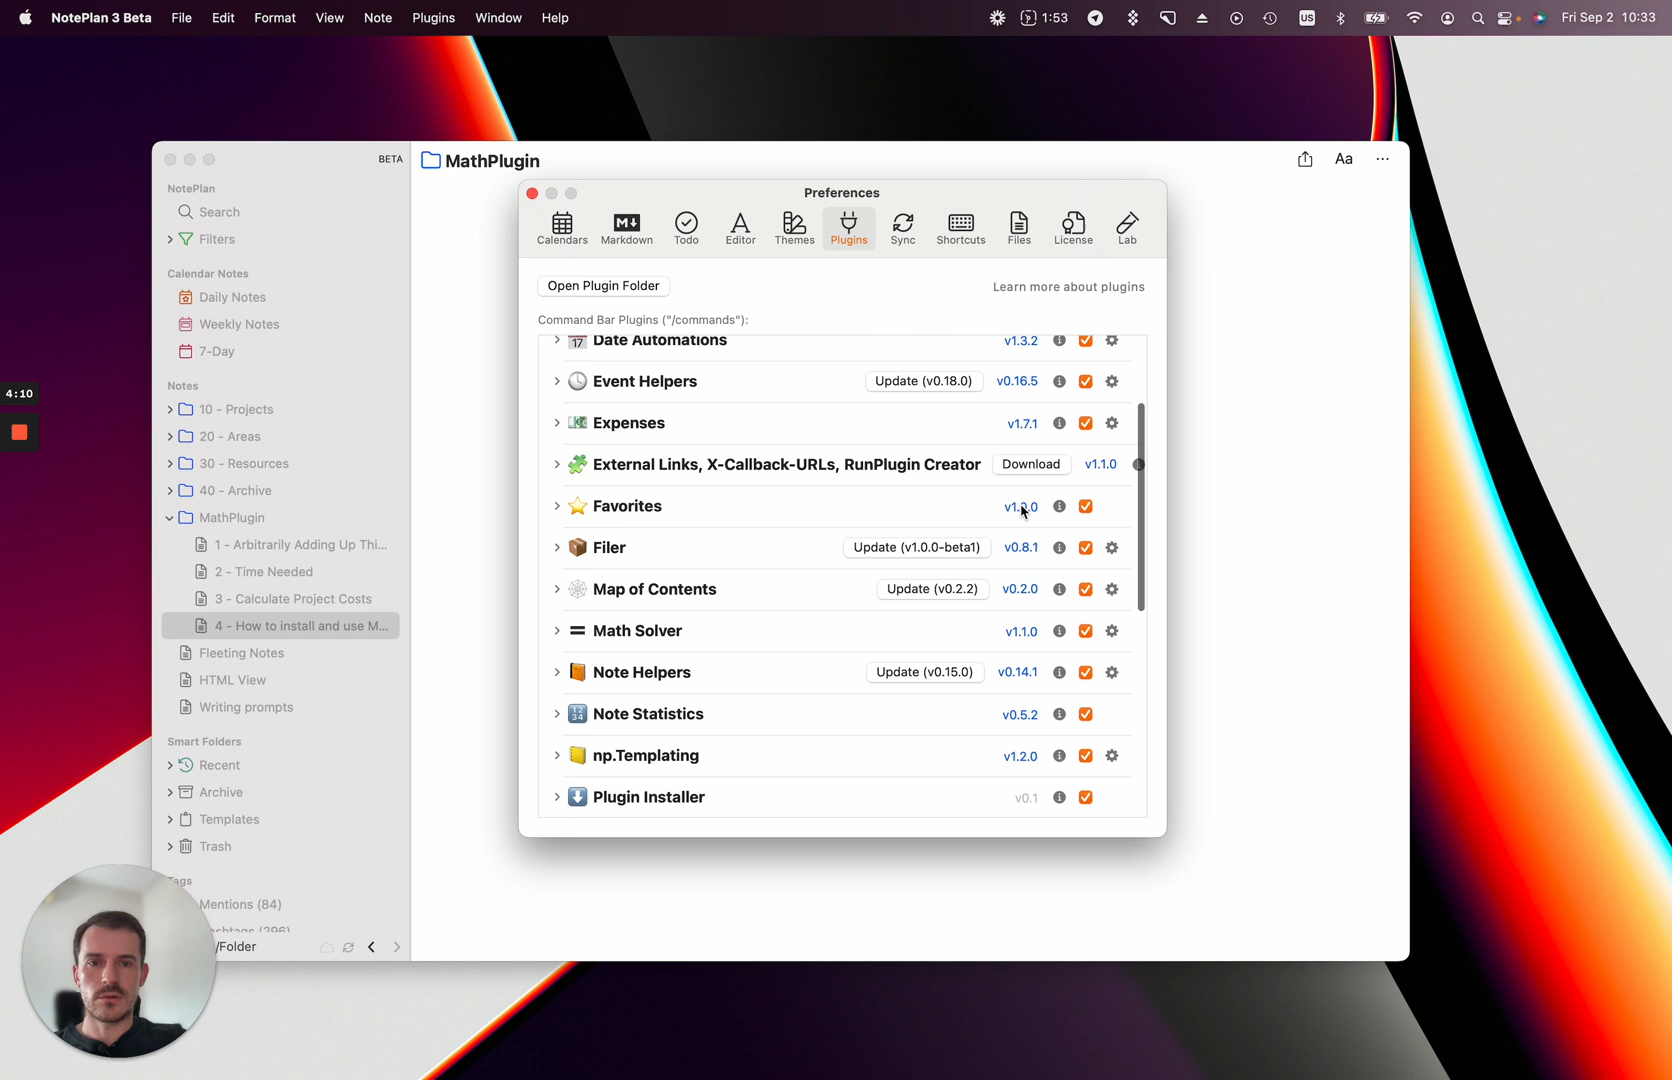 NotePlan 3 Beta File Edit Format View Note Plugins Window Help 1:53 US Fri Sep 2 10:33
BETA
MathPlugin
Aa
NotePlan
Search
Filters
Calendar Notes
Daily Notes
Weekly Notes
7-Day
Notes
10 - Projects
20 - Areas
30 - Resources
40 - Archive
MathPlugin
1 - Arbitrarily Adding Up Thi...
2 - Time Needed
3 - Calculate Project Costs
4 - How to install and use M...
Fleeting Notes
HTML View
Writing prompts
Smart Folders
Recent
Archive
Templates
Trash
Mentions (84)
/Folder
4:10
Preferences
Calendars Markdown Todo Editor Themes Plugins Sync Shortcuts Files License Lab
Open Plugin Folder
Learn more about plugins
Command Bar Plugins ("/commands"):
17 Date Automations v1.3.2
Event Helpers Update (v0.18.0) v0.16.5
Expenses v1.7.1
External Links, X-Callback-URLs, RunPlugin Creator Download v1.1.0
Favorites
Filer Update (v1.0.0-beta1) v0.8.1
Map of Contents Update (v0.2.2) v0.2.0
Math Solver v1.1.0
Note Helpers Update (v0.15.0) v0.14.1
1234 Note Statistics v0.5.2
np.Templating v1.2.0
Plugin Installer v0.1